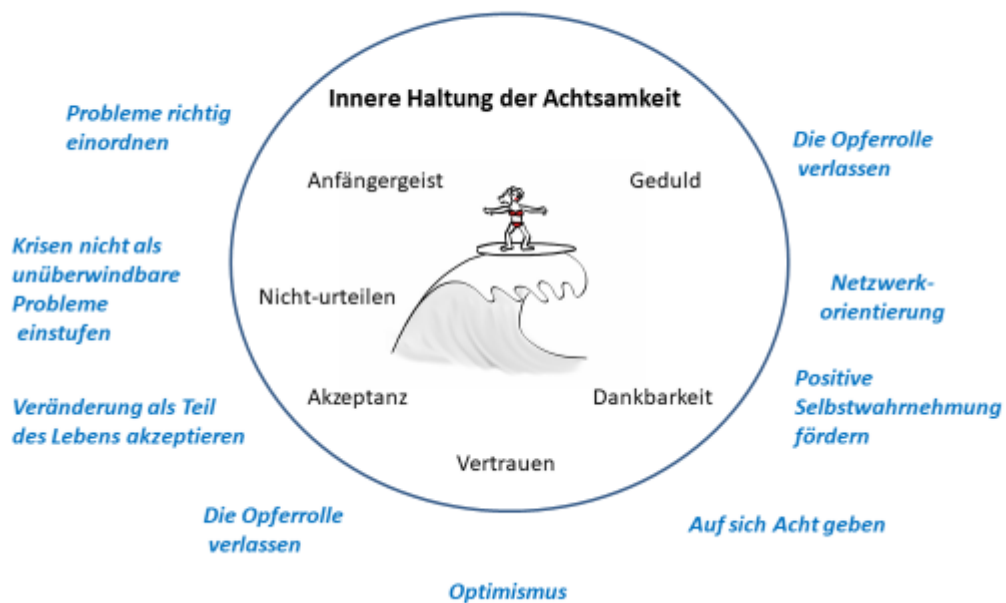 Innere Haltung der Achtsamkeit
Probleme richtig
einordnen
Die Opferrolle
verlassen
Anfängergeist
Geduld
Krisen nicht als
unüberwindbare
Probleme
einstufen
Nicht-urteilen
Netzwerk-
orientierung
Positive
Selbstwahrnehmung
fördern
Akzeptanz
Dankbarkeit
Veränderung als Teil
des Lebens akzeptieren
Vertrauen
Die Opferrolle
verlassen
Auf sich Acht geben
Optimismus